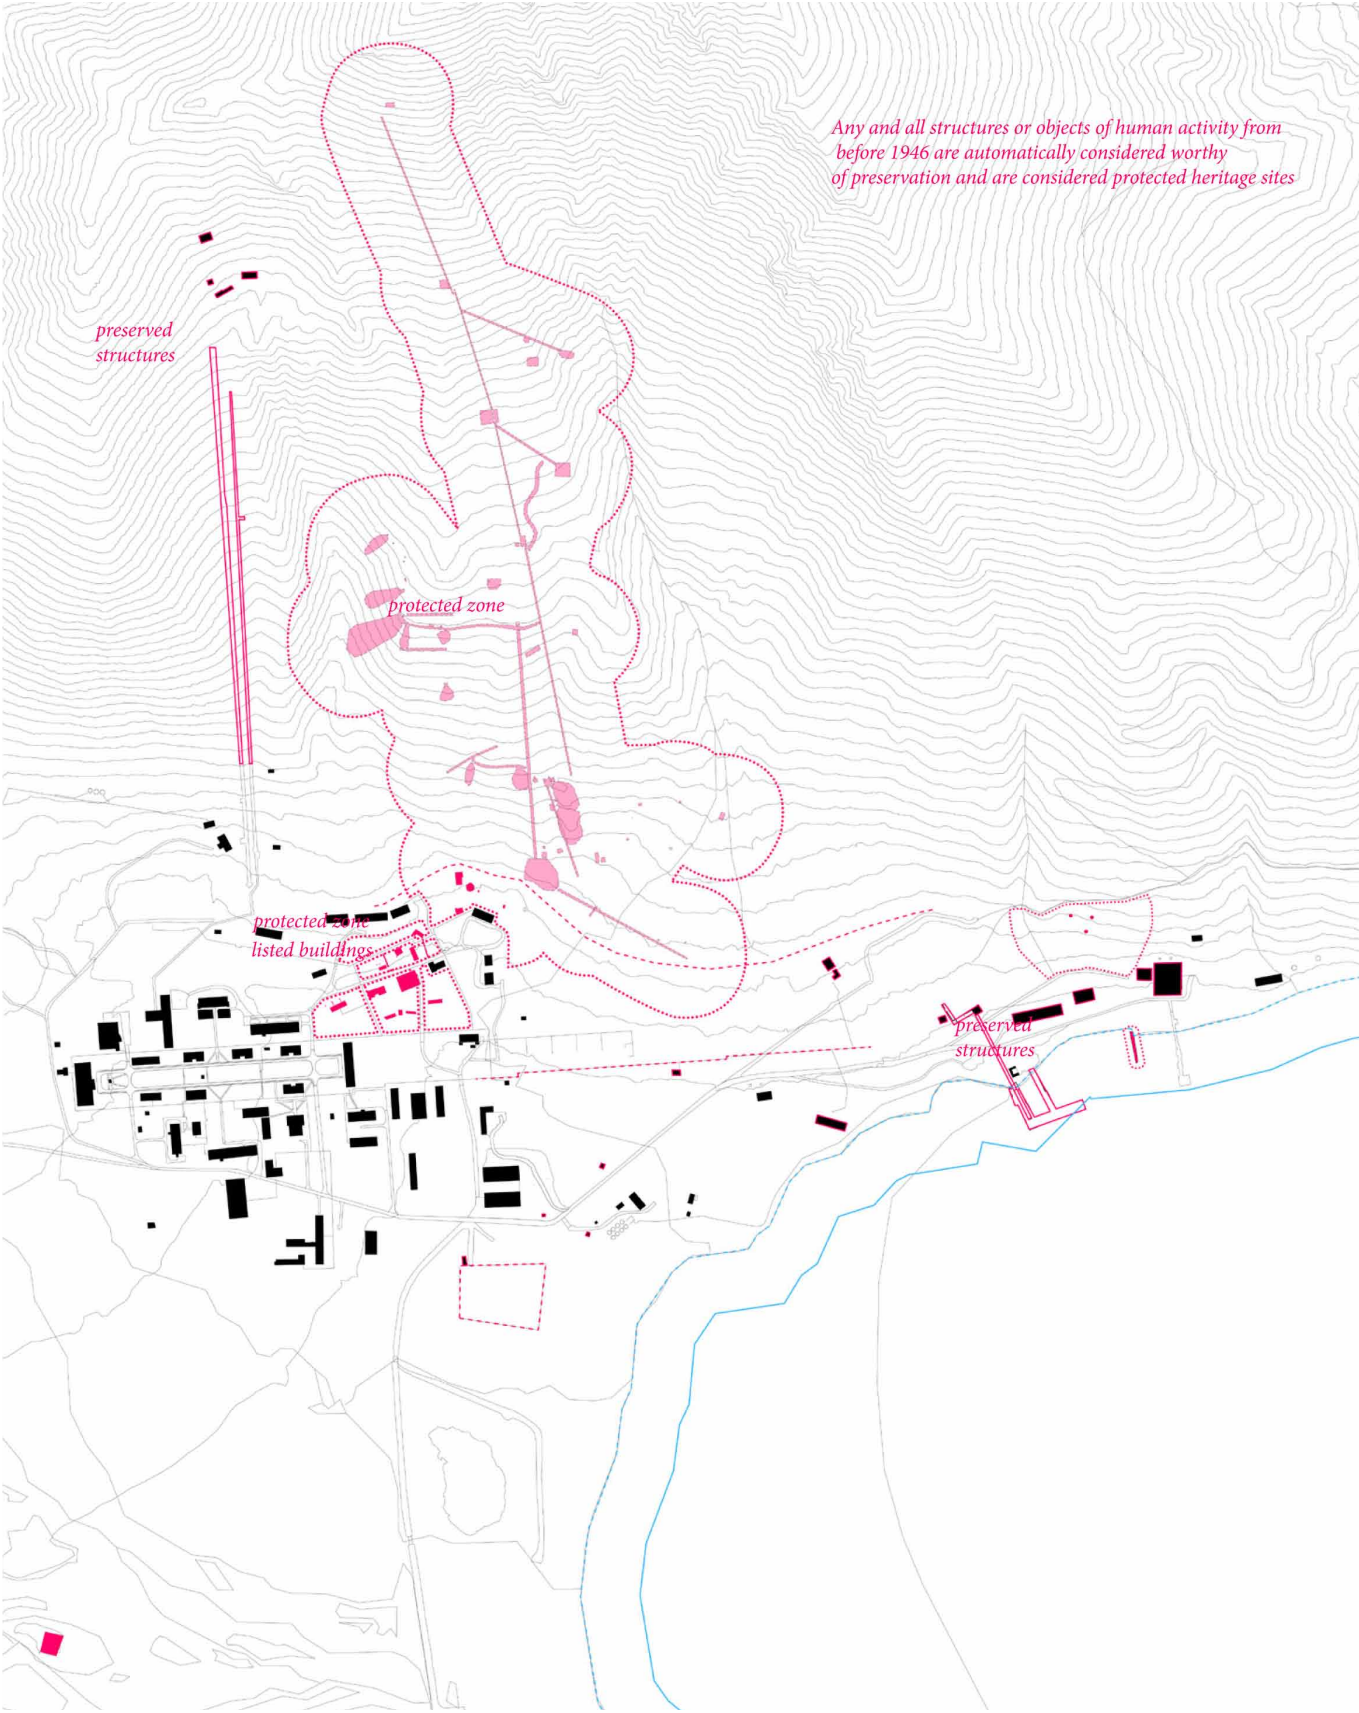 Any and all structures or objects of human activity from
before 1946 are automatically considered worthy
of preservation and are considered protected heritage sites
preserved
structures
protected zone
protected zone
listed buildings
preserved
structures